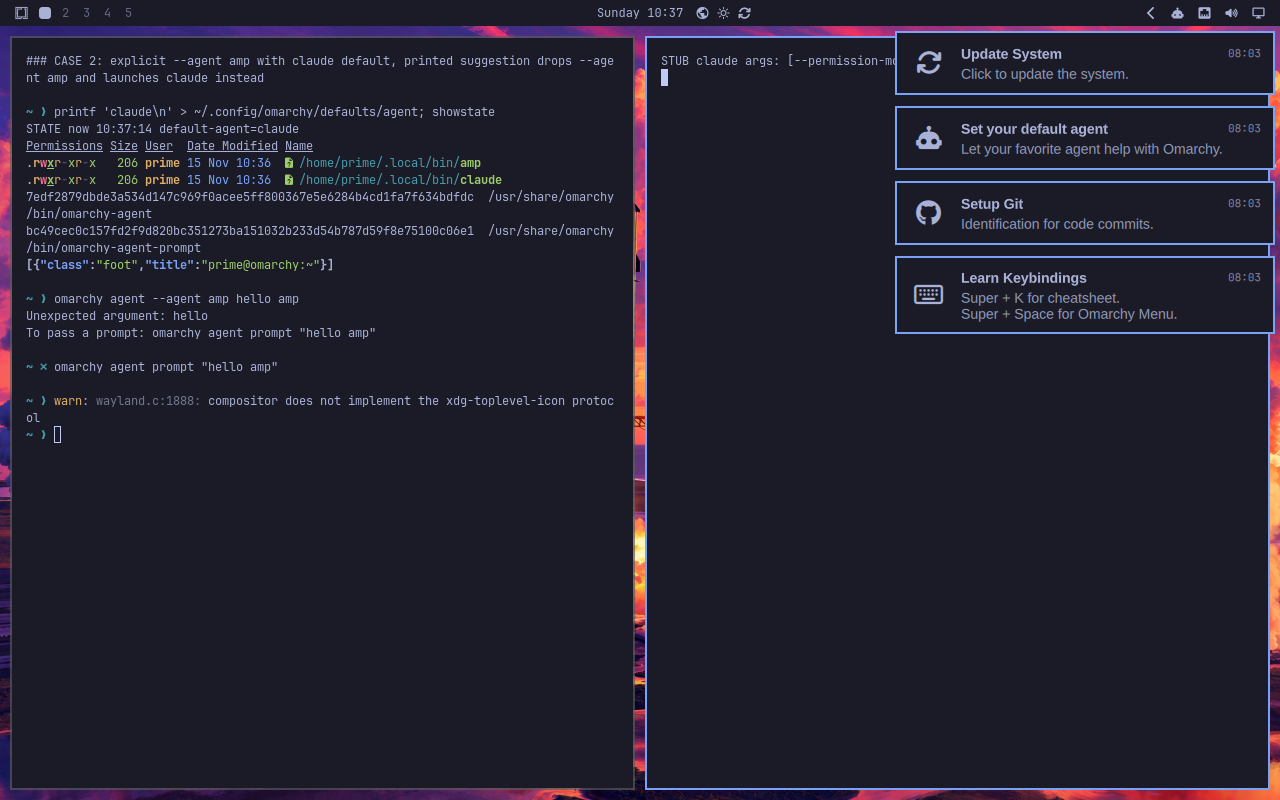 2 3 4 5
Sunday 10:37
### CASE 2: explicit --agent amp with claude default, printed suggestion drops --age
nt amp and launches claude instead
~ ❯ printf 'claude\n' > ~/.config/omarchy/defaults/agent; showstate
STATE now 10:37:14 default-agent=claude
Permissions Size User Date Modified Name
.rwxr-xr-x 206 prime 15 Nov 10:36 /home/prime/.local/bin/amp
.rwxr-xr-x 206 prime 15 Nov 10:36 /home/prime/.local/bin/claude
7edf2879dbde3a534d147c969f0acee5ff800367e5e6284b4cd1fa7f634bdfdc /usr/share/omarchy
/bin/omarchy-agent
bc49cec0c157fd2f9d820bc351273ba151032b233d54b787d59f8e75100c06e1 /usr/share/omarchy
/bin/omarchy-agent-prompt
[{"class":"foot","title":"prime@omarchy:~"}]
~ ❯ omarchy agent --agent amp hello amp
Unexpected argument: hello
To pass a prompt: omarchy agent prompt "hello amp"
~ × omarchy agent prompt "hello amp"
~ ❯ warn: wayland.c:1888: compositor does not implement the xdg-toplevel-icon protoc
ol
~ ❯
STUB claude args: [--permission-mo
Update System 08:03
Click to update the system.
Set your default agent 08:03
Let your favorite agent help with Omarchy.
Setup Git 08:03
Identification for code commits.
Learn Keybindings 08:03
Super + K for cheatsheet.
Super + Space for Omarchy Menu.